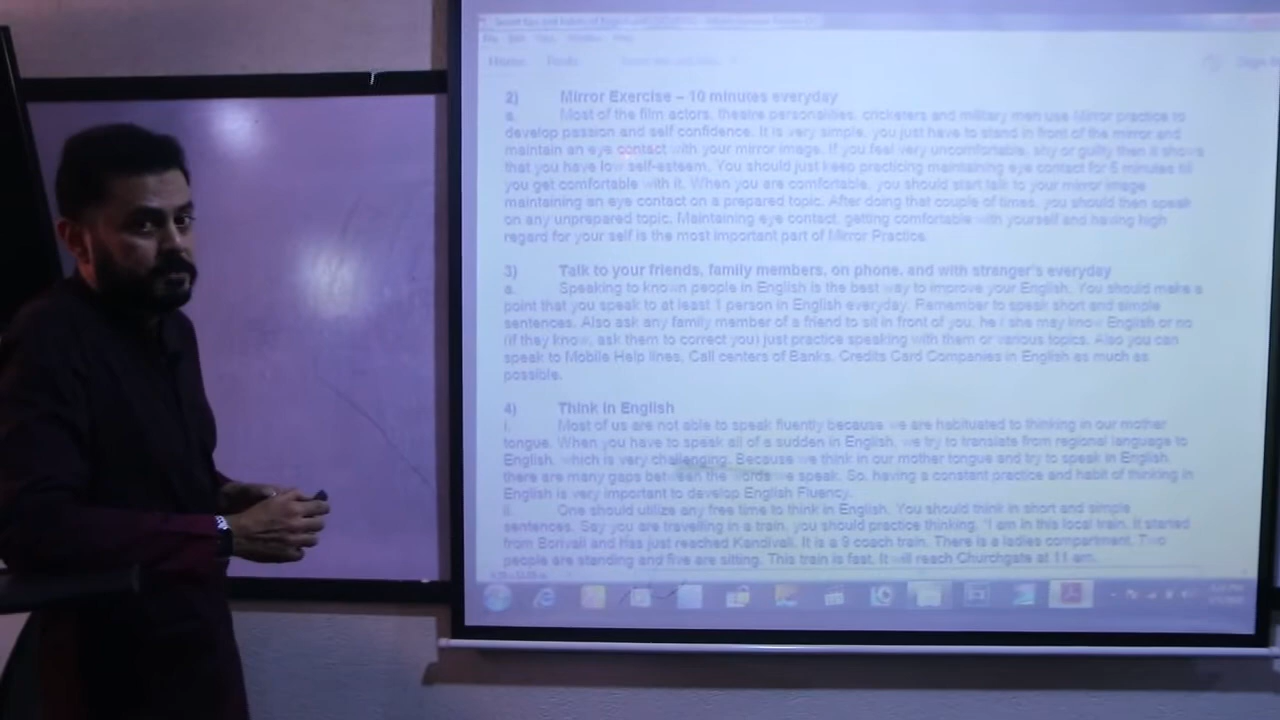 2) Mirror Exercise – 10 minutes everyday
a. Most of the film actors, theatre personalities, cricketers and military men use Mirror practice to
develop passion and self confidence. It is very simple, you just have to stand in front of the mirror and
maintain an eye contact with your mirror image. If you feel very uncomfortable, shy or guilty then it shows
that you have low self-esteem. You should just keep practicing maintaining eye contact for 5 minutes till
you get comfortable with it. When you are comfortable, you should start talk to your mirror image
maintaining an eye contact on a prepared topic. After doing that couple of times, you should then speak
on any unprepared topic. Maintaining eye contact, getting comfortable with yourself and having high
regard for your self is the most important part of Mirror Practice.
3) Talk to your friends, family members, on phone, and with stranger's everyday
a. Speaking to known people in English is the best way to improve your English. You should make a
point that you speak to at least 1 person in English everyday. Remember to speak short and simple
sentences. Also ask any family member of a friend to sit in front of you, he / she may know English or no
(if they know, ask them to correct you) just practice speaking with them or various topics. Also you can
speak to Mobile Help lines, Call centers of Banks, Credits Card Companies in English as much as
possible.
4) Think in English
i. Most of us are not able to speak fluently because we are habituated to thinking in our mother
tongue. When you have to speak all of a sudden in English, we try to translate from regional language to
English, which is very challenging. Because we think in our mother tongue and try to speak in English,
there are many gaps between the words we speak. So, having a constant practice and habit of thinking in
English is very important to develop English Fluency.
ii. One should utilize any free time to think in English. You should think in short and simple
sentences. Say you are travelling in a train, you should practice thinking, "I am in this local train. It started
from Borivali and Has just reached Kandivali. It is a 9 coach train. There is a ladies compartment. Two
people are standing and five are sitting. This train is fast. It will reach Churchgate at 11 am.